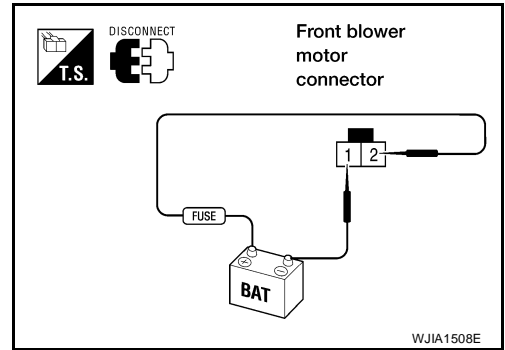 DISCONNECT
T.S.
Front blower
motor
connector
1 2
FUSE
BAT
WJIA1508E